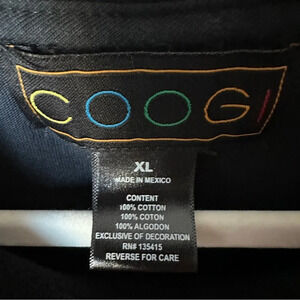 COOGI
XL
MADE IN MEXICO
CONTENT
100% COTTON
100% COTON
100% ALGODON
EXCLUSIVE OF DECORATION
RN# 135415
REVERSE FOR CARE